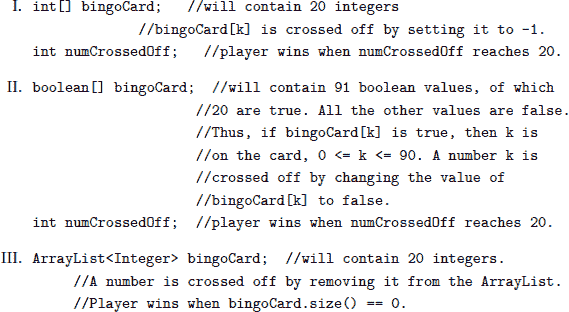 I. int[] bingoCard; //will contain 20 integers
//bingoCard[k] is crossed off by setting it to -1.
int numCrossedOff; //player wins when numCrossedOff reaches 20.
II. boolean[] bingoCard; //will contain 91 boolean values, of which
//20 are true. All the other values are false.
//Thus, if bingoCard[k] is true, then k is
//on the card, 0 <= k <= 90. A number k is
//crossed off by changing the value of
//bingoCard[k] to false.
int numCrossedOff; //player wins when numCrossedOff reaches 20.
III. ArrayList<Integer> bingoCard; //will contain 20 integers.
//A number is crossed off by removing it from the ArrayList.
//Player wins when bingoCard.size() == 0.